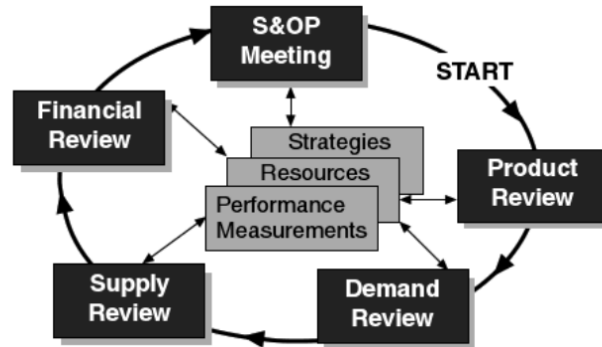 S&OP
Meeting
START
Financial
Review
Strategies
Resources
Performance
Measurements
Product
Review
Supply
Review
Demand
Review